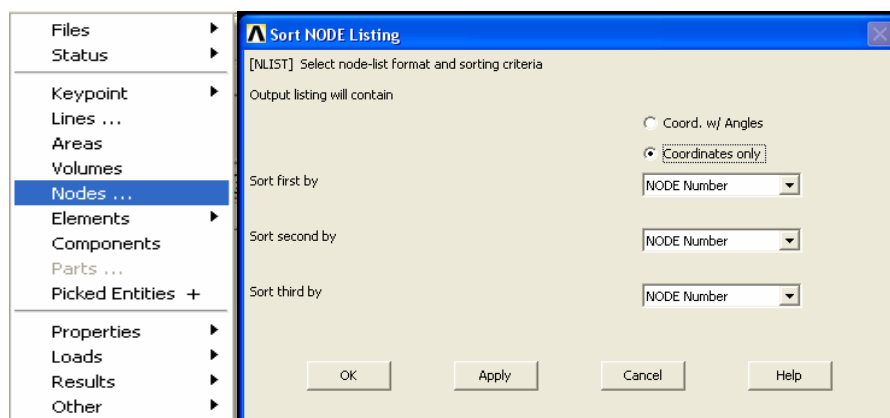 Files
Status
Keypoint
Lines ...
Areas
Volumes
Nodes ...
Elements
Components
Parts ...
Picked Entities +
Properties
Loads
Results
Other
Sort NODE Listing
[NLIST] Select node-list format and sorting criteria
Output listing will contain
Coord. w/ Angles
Coordinates only
Sort first by NODE Number
Sort second by NODE Number
Sort third by NODE Number
OK Apply Cancel Help